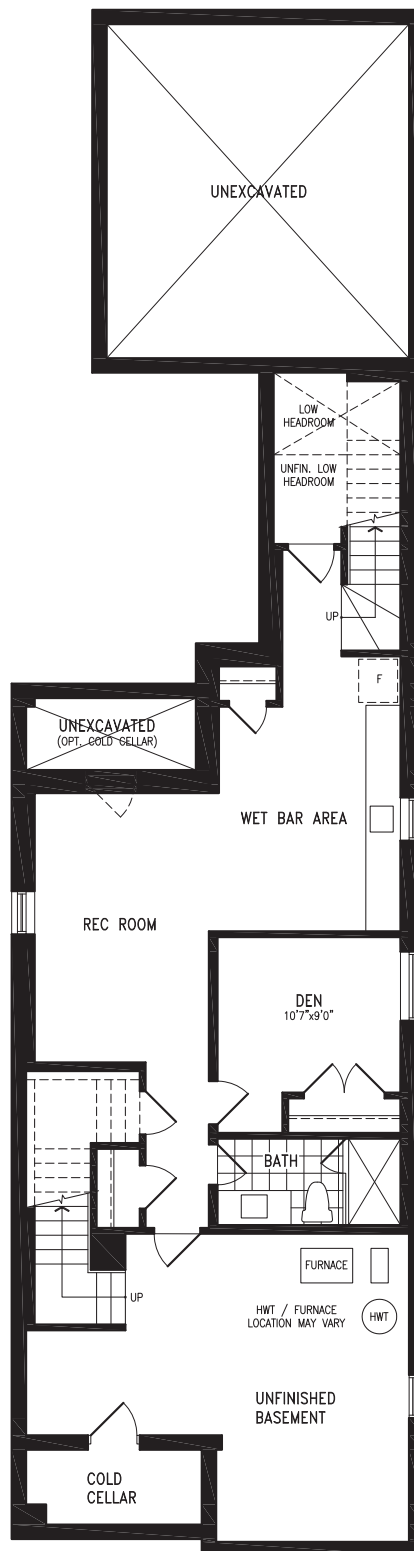 UNEXCAVATED
LOW
HEADROOM
UNFIN. LOW
HEADROOM
UP
F
UNEXCAVATED
(OPT. COLD CELLAR)
WET BAR AREA
REC ROOM
DEN
10'7"x9'0"
BATH
FURNACE
HWT / FURNACE
LOCATION MAY VARY
HWT
UP
UNFINISHED
BASEMENT
COLD
CELLAR